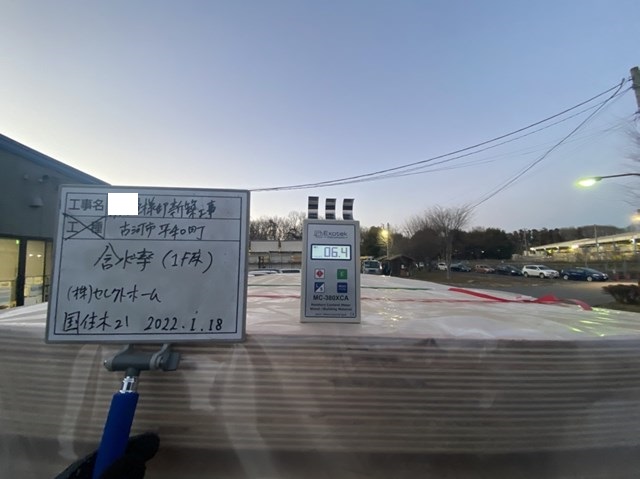 工事名 様邸新築工事
工種 古河市平和町
含水率 (1F床)
(株)セレクトホーム
国住木21 2022.1.18
06.4
MC-380XCA